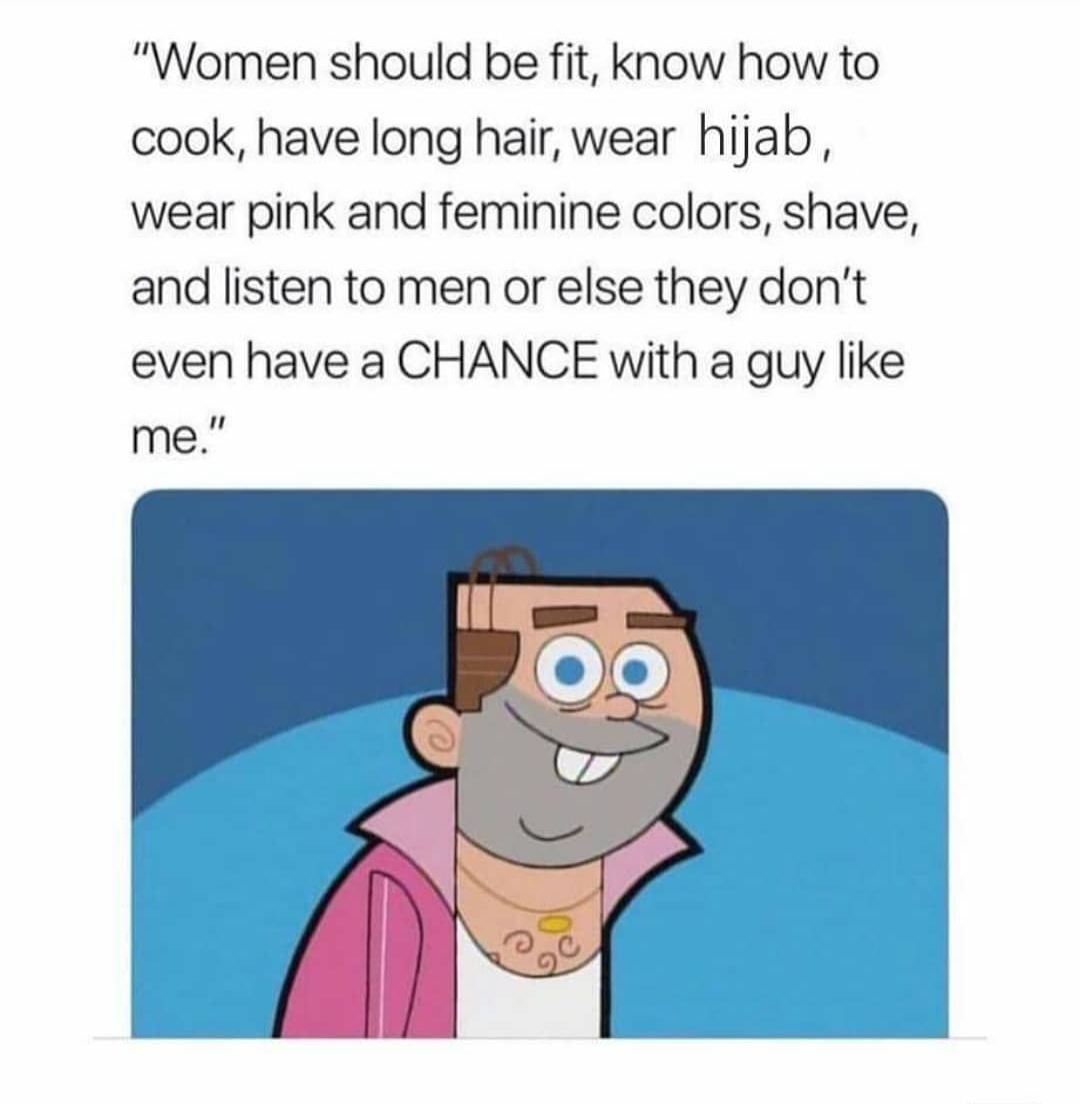 "Women should be fit, know how to
cook, have long hair, wear hijab,
wear pink and feminine colors, shave,
and listen to men or else they don't
even have a CHANCE with a guy like
me."